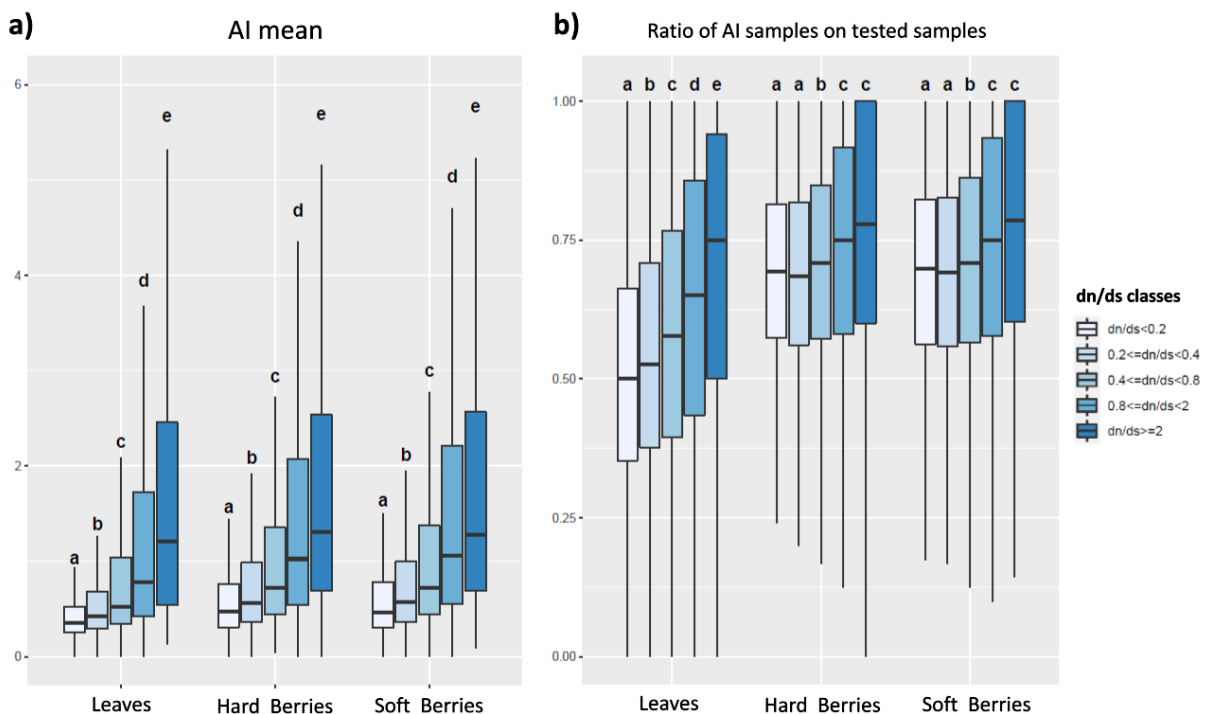 a)
AI mean
6
4
2
0
a b c d e
a b c d e
a b c d e
Leaves Hard Berries Soft Berries
b)
Ratio of AI samples on tested samples
1.00
0.75
0.50
0.25
0.00
a b c d e
a a b c c
a a b c c
Leaves Hard Berries Soft Berries
dn/ds classes
dn/ds<0.2
0.2<=dn/ds<0.4
0.4<=dn/ds<0.8
0.8<=dn/ds<2
dn/ds>=2